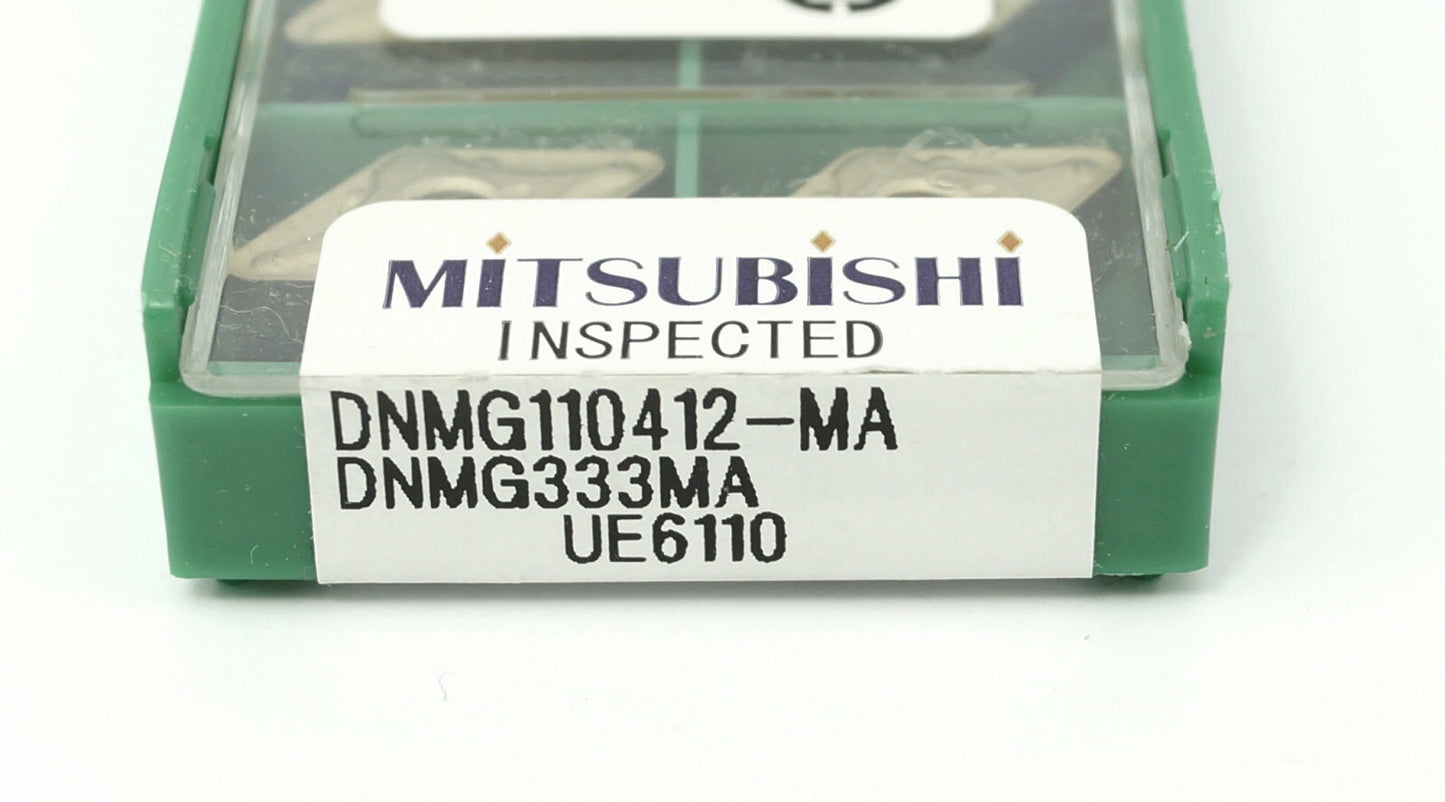 MITSUBISHI
INSPECTED
DNMG110412-MA
DNMG333MA
UE6110